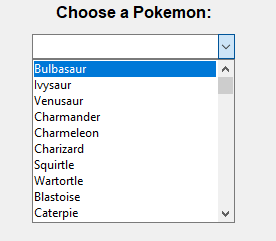 Choose a Pokemon:
Bulbasaur
Ivysaur
Venusaur
Charmander
Charmeleon
Charizard
Squirtle
Wartortle
Blastoise
Caterpie